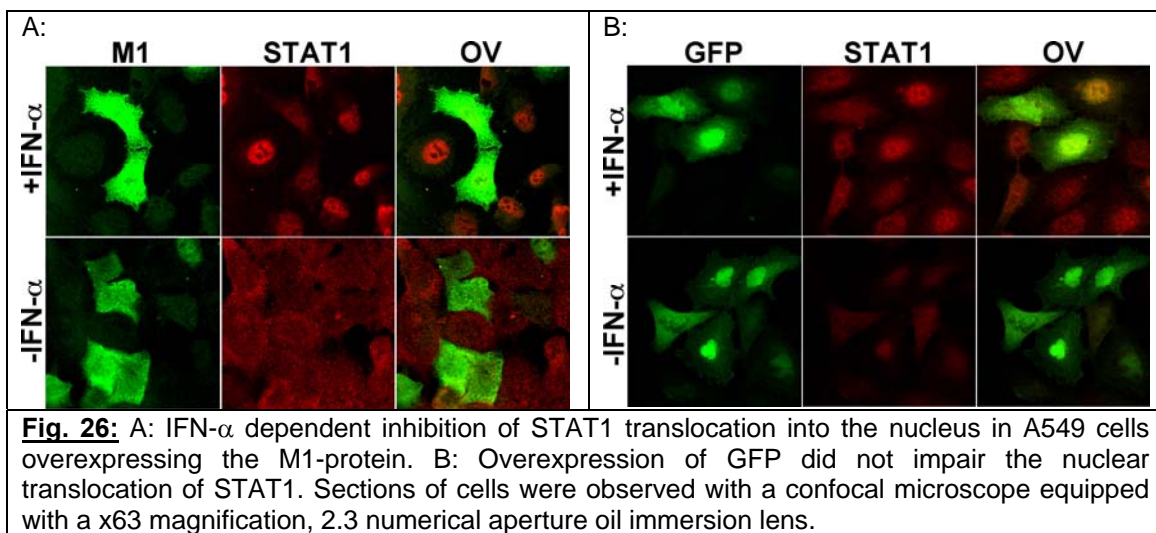 A:
M1 STAT1 OV
+IFN-α
-IFN-α
B:
GFP STAT1 OV
+IFN-α
-IFN-α
Fig. 26: A: IFN-α dependent inhibition of STAT1 translocation into the nucleus in A549 cells
overexpressing the M1-protein. B: Overexpression of GFP did not impair the nuclear
translocation of STAT1. Sections of cells were observed with a confocal microscope equipped
with a x63 magnification, 2.3 numerical aperture oil immersion lens.